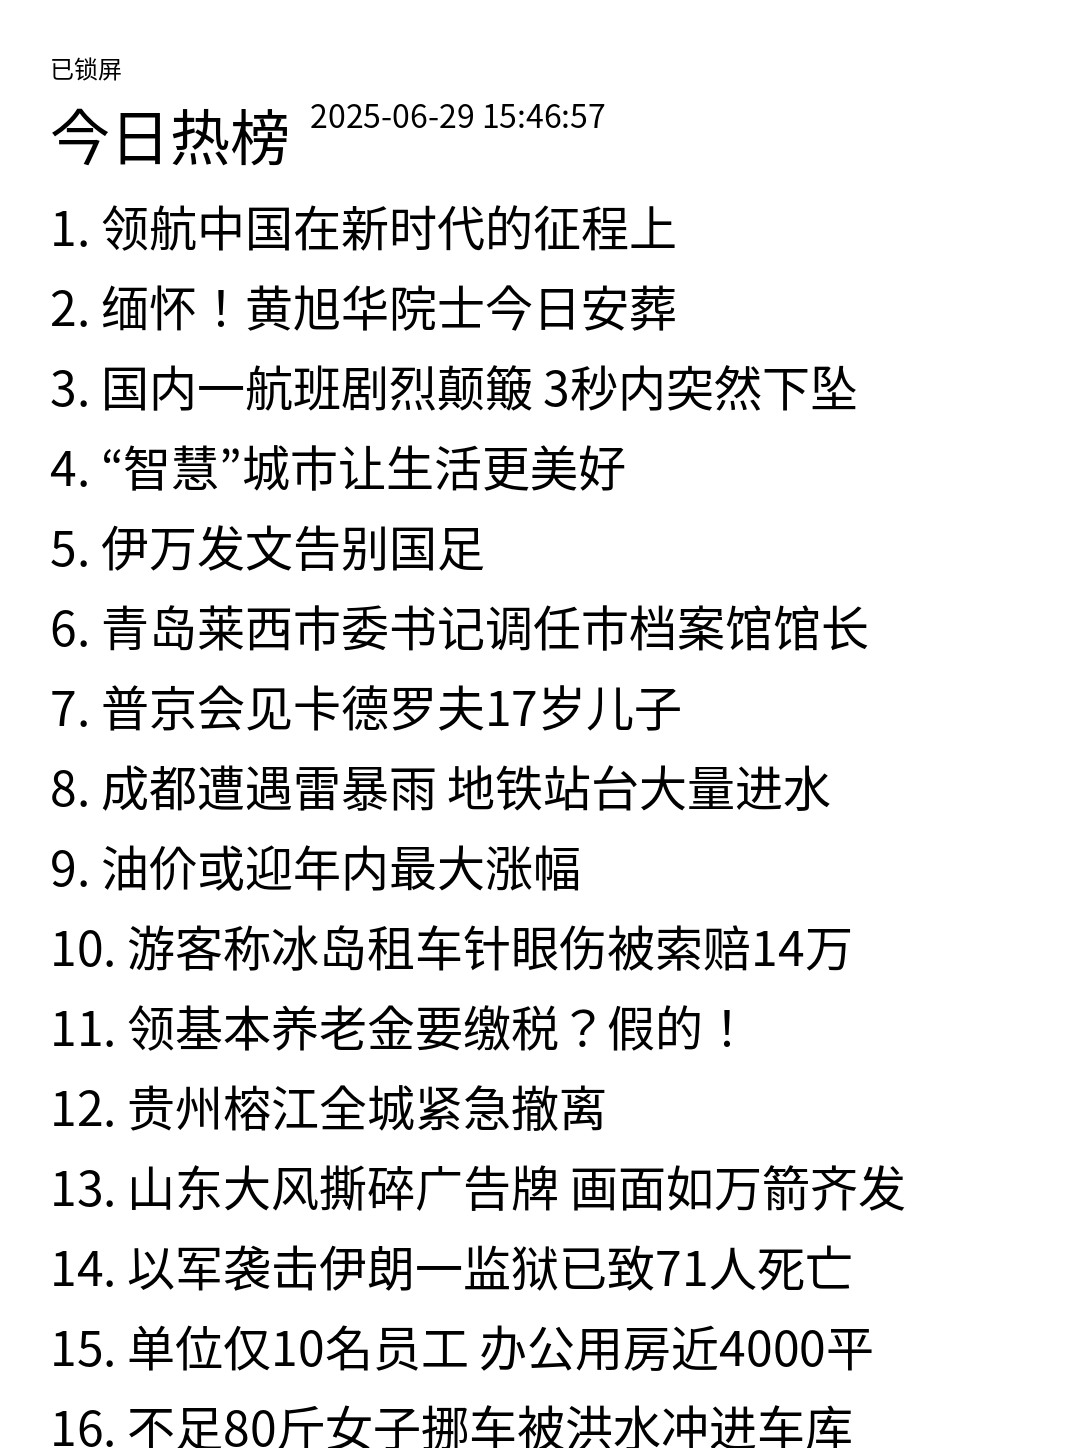 已锁屏
今日热榜 2025-06-29 15:46:57
1. 领航中国在新时代的征程上
2. 缅怀！黄旭华院士今日安葬
3. 国内一航班剧烈颠簸 3秒内突然下坠
4. “智慧”城市让生活更美好
5. 伊万发文告别国足
6. 青岛莱西市委书记调任市档案馆馆长
7. 普京会见卡德罗夫17岁儿子
8. 成都遭遇雷暴雨 地铁站台大量进水
9. 油价或迎年内最大涨幅
10. 游客称冰岛租车针眼伤被索赔14万
11. 领基本养老金要缴税？假的！
12. 贵州榕江全城紧急撤离
13. 山东大风撕碎广告牌 画面如万箭齐发
14. 以军袭击伊朗一监狱已致71人死亡
15. 单位仅10名员工 办公用房近4000平
16. 不足80斤女子挪车被洪水冲进车库